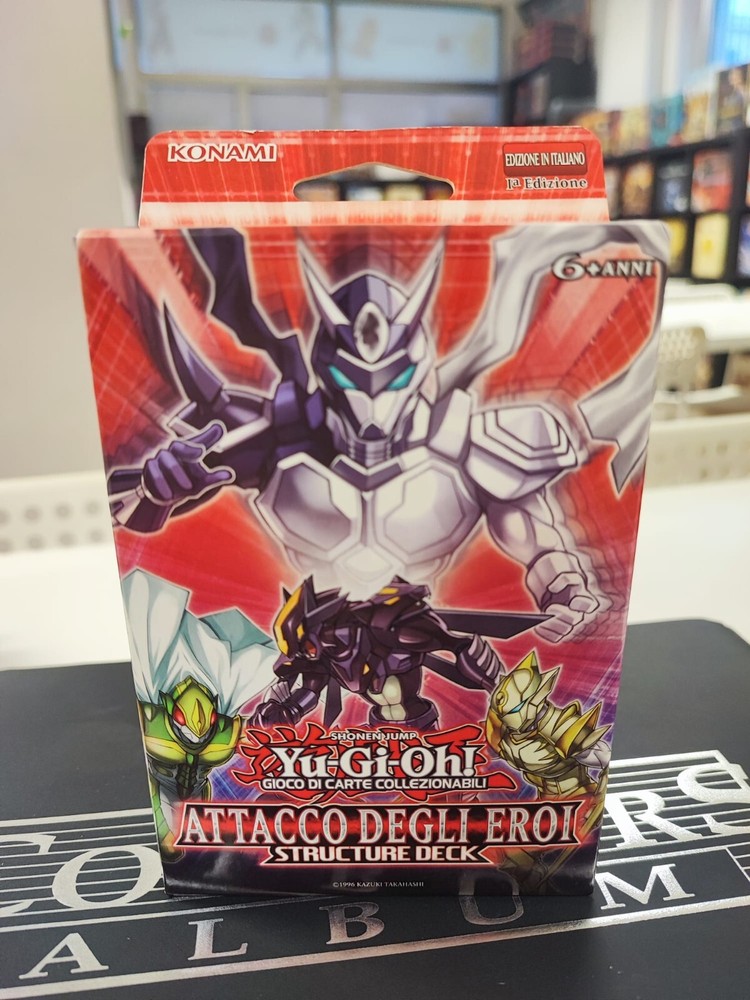 KONAMI
EDIZIONE IN ITALIANO
1ª Edizione
6+ANNI
SHONEN JUMP
Yu-Gi-Oh!
GIOCO DI CARTE COLLEZIONABILI
ATTACCO DEGLI EROI
STRUCTURE DECK
©1996 KAZUKI TAKAHASHI
ALBUM